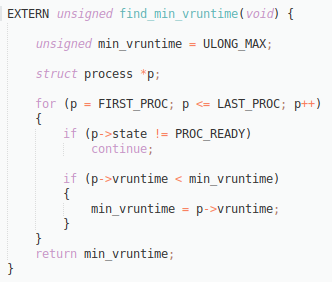 EXTERN unsigned find_min_vruntime(void) {
unsigned min_vruntime = ULONG_MAX;
struct process *p;
for (p = FIRST_PROC; p <= LAST_PROC; p++)
{
if (p->state != PROC_READY)
continue;
if (p->vruntime < min_vruntime)
{
min_vruntime = p->vruntime;
}
}
return min_vruntime;
}